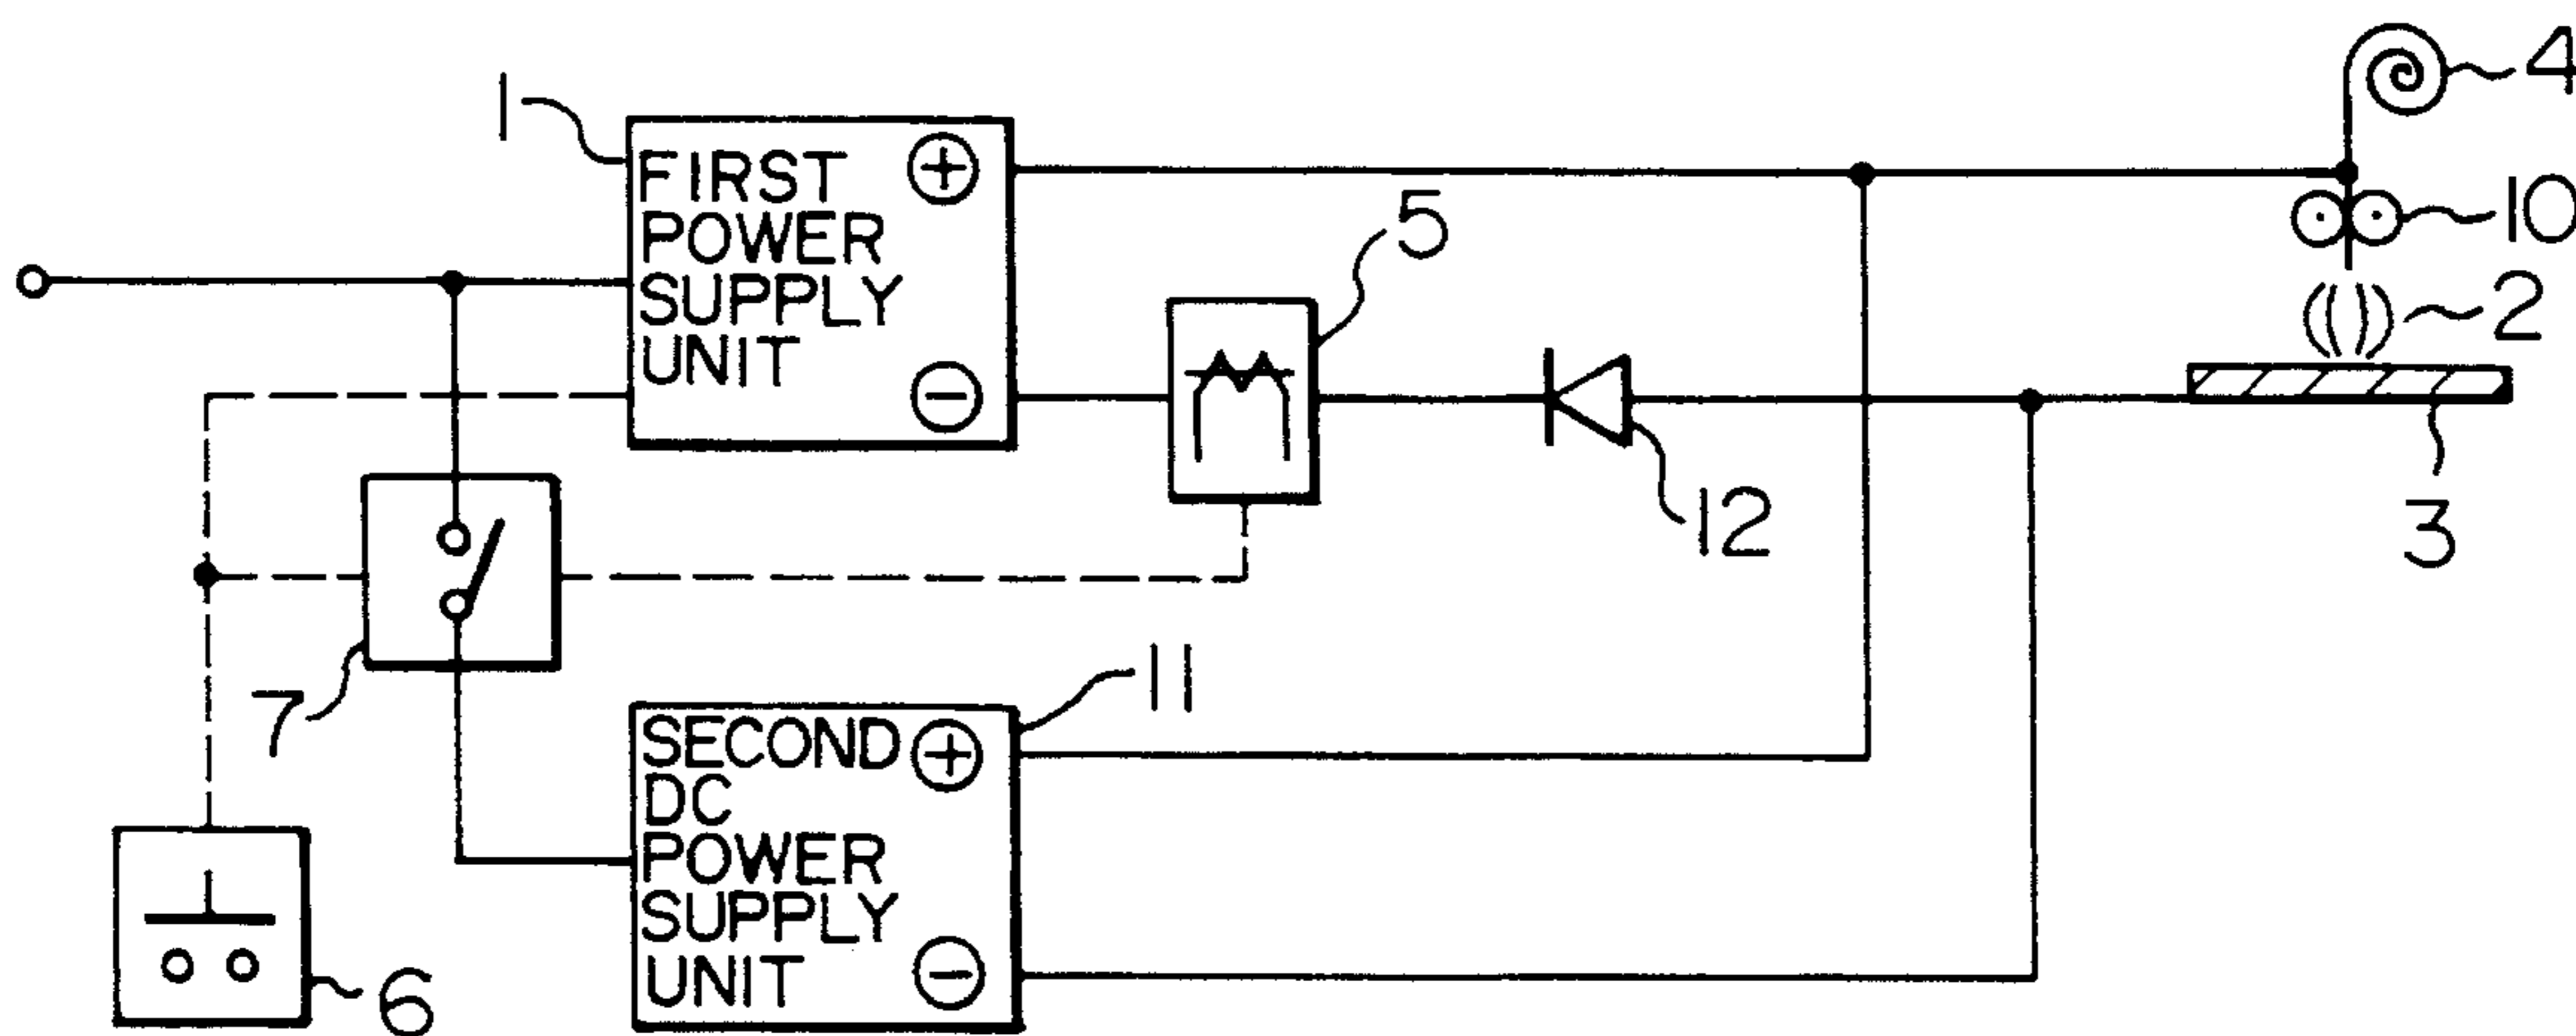 4
1
FIRST
POWER
SUPPLY
UNIT
+
−
5
10
2
12
3
7
11
SECOND
DC
POWER
SUPPLY
UNIT
+
−
6